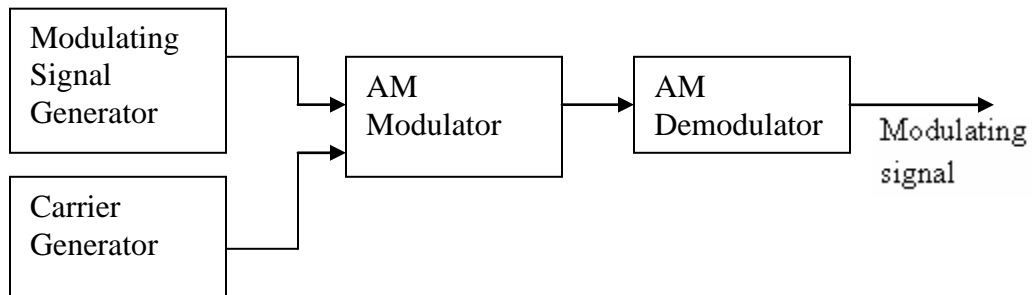 Modulating
Signal
Generator
AM
Modulator
AM
Demodulator
Modulating
signal
Carrier
Generator